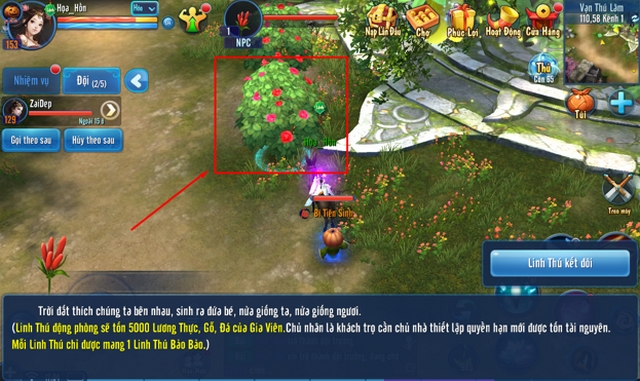 Họa_Hồn
Hòa
153
1
NPC
Nạp Lần Đầu
Chợ
Phúc Lợi
Hoạt Động
Cửa Hàng
Vạn Thú Lâm
110,58 Kênh 1
Nhiệm vụ
Đội (2/5)
ZaiDep
129
Gọi theo sau
Hủy theo sau
Thú
Cần 65
Túi
Treo máy
Bí Tiên Sinh
Linh Thú kết đôi
Trời đất thích chúng ta bên nhau, sinh ra đứa bé, nửa giống ta, nửa giống ngươi.
(Linh Thú động phòng sẽ tốn 5000 Lương Thực, Gỗ, Đá của Gia Viên.Chủ nhân là khách trọ cần chủ nhà thiết lập quyền hạn mới được tốn tài nguyên.
Mỗi Linh Thú chỉ được mang 1 Linh Thú Bảo Bảo.)